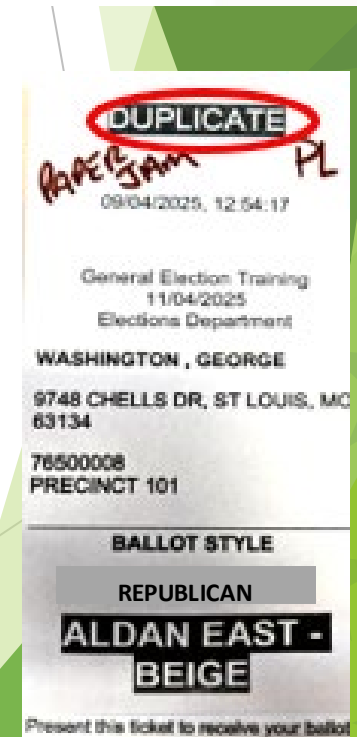 DUPLICATE
PAPER JAM PL
09/04/2025, 12:54:17
General Election Training
11/04/2025
Elections Department
WASHINGTON , GEORGE
9748 CHELLS DR, ST LOUIS, MO
63134
76500008
PRECINCT 101
BALLOT STYLE
REPUBLICAN
ALDAN EAST -
BEIGE
Present this ticket to receive your ballot